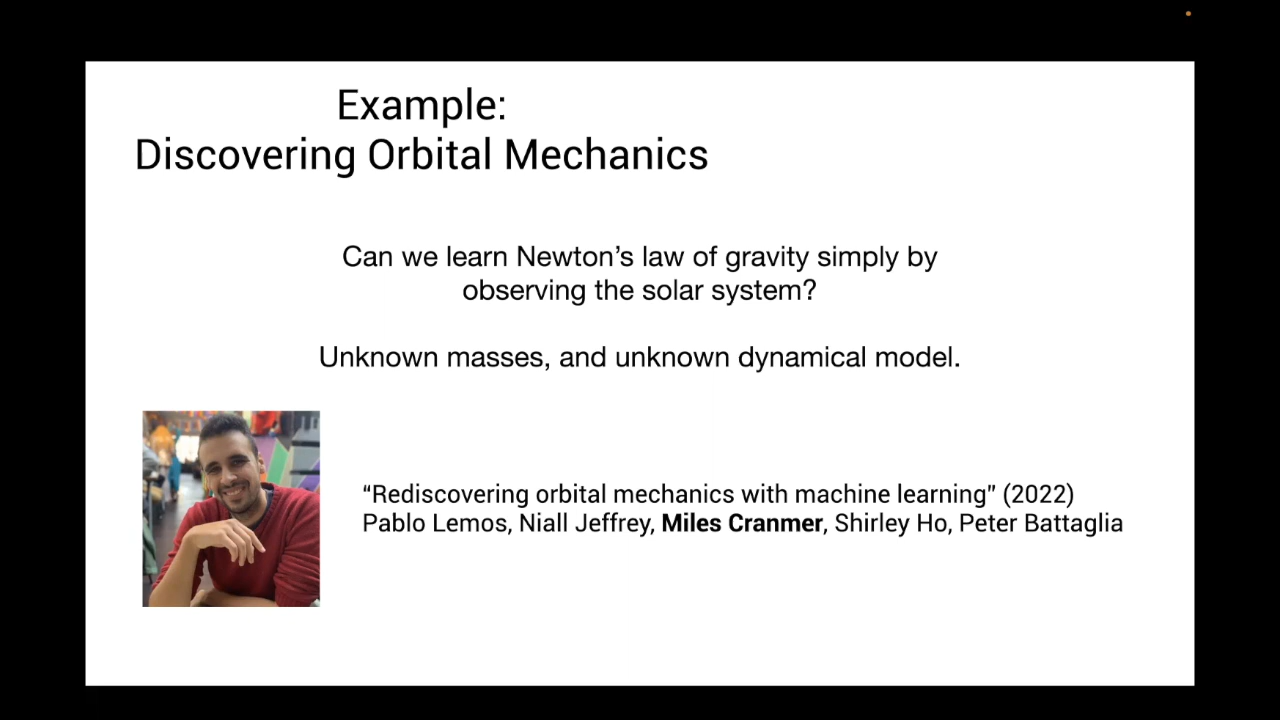 Example:
Discovering Orbital Mechanics
Can we learn Newton’s law of gravity simply by
observing the solar system?
Unknown masses, and unknown dynamical model.
“Rediscovering orbital mechanics with machine learning” (2022)
Pablo Lemos, Niall Jeffrey, Miles Cranmer, Shirley Ho, Peter Battaglia